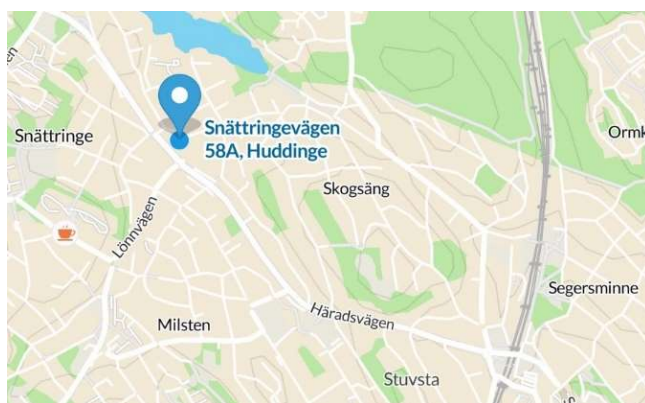 Snättringevägen
58A, Huddinge
Snättringe
Ormk
Skogsäng
Lönnvägen
Segersminne
Häradsvägen
Milsten
Stuvsta